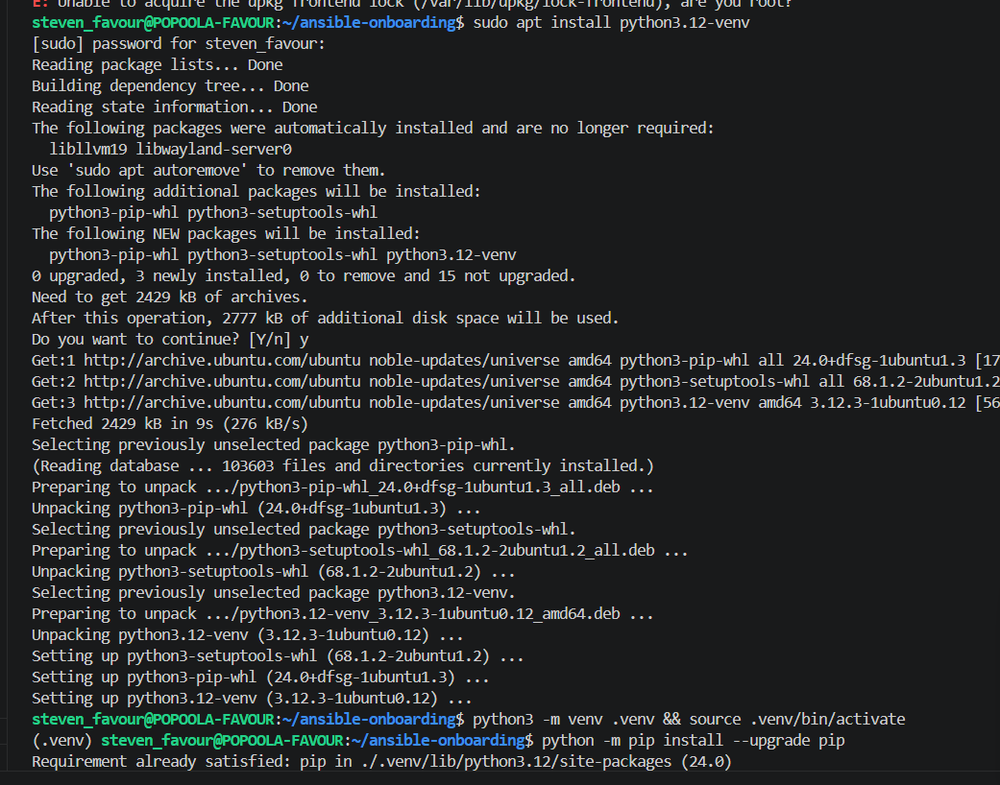 E: Unable to acquire the dpkg frontend lock (/var/lib/dpkg/lock-frontend), are you root?
steven_favour@POPOOLA-FAVOUR:~/ansible-onboarding$ sudo apt install python3.12-venv
[sudo] password for steven_favour:
Reading package lists... Done
Building dependency tree... Done
Reading state information... Done
The following packages were automatically installed and are no longer required:
  libllvm19 libwayland-server0
Use 'sudo apt autoremove' to remove them.
The following additional packages will be installed:
  python3-pip-whl python3-setuptools-whl
The following NEW packages will be installed:
  python3-pip-whl python3-setuptools-whl python3.12-venv
0 upgraded, 3 newly installed, 0 to remove and 15 not upgraded.
Need to get 2429 kB of archives.
After this operation, 2777 kB of additional disk space will be used.
Do you want to continue? [Y/n] y
Get:1 http://archive.ubuntu.com/ubuntu noble-updates/universe amd64 python3-pip-whl all 24.0+dfsg-1ubuntu1.3 [17
Get:2 http://archive.ubuntu.com/ubuntu noble-updates/universe amd64 python3-setuptools-whl all 68.1.2-2ubuntu1.2
Get:3 http://archive.ubuntu.com/ubuntu noble-updates/universe amd64 python3.12-venv amd64 3.12.3-1ubuntu0.12 [56
Fetched 2429 kB in 9s (276 kB/s)
Selecting previously unselected package python3-pip-whl.
(Reading database ... 103603 files and directories currently installed.)
Preparing to unpack .../python3-pip-whl_24.0+dfsg-1ubuntu1.3_all.deb ...
Unpacking python3-pip-whl (24.0+dfsg-1ubuntu1.3) ...
Selecting previously unselected package python3-setuptools-whl.
Preparing to unpack .../python3-setuptools-whl_68.1.2-2ubuntu1.2_all.deb ...
Unpacking python3-setuptools-whl (68.1.2-2ubuntu1.2) ...
Selecting previously unselected package python3.12-venv.
Preparing to unpack .../python3.12-venv_3.12.3-1ubuntu0.12_amd64.deb ...
Unpacking python3.12-venv (3.12.3-1ubuntu0.12) ...
Setting up python3-setuptools-whl (68.1.2-2ubuntu1.2) ...
Setting up python3-pip-whl (24.0+dfsg-1ubuntu1.3) ...
Setting up python3.12-venv (3.12.3-1ubuntu0.12) ...
steven_favour@POPOOLA-FAVOUR:~/ansible-onboarding$ python3 -m venv .venv && source .venv/bin/activate
(.venv) steven_favour@POPOOLA-FAVOUR:~/ansible-onboarding$ python -m pip install --upgrade pip
Requirement already satisfied: pip in ./.venv/lib/python3.12/site-packages (24.0)